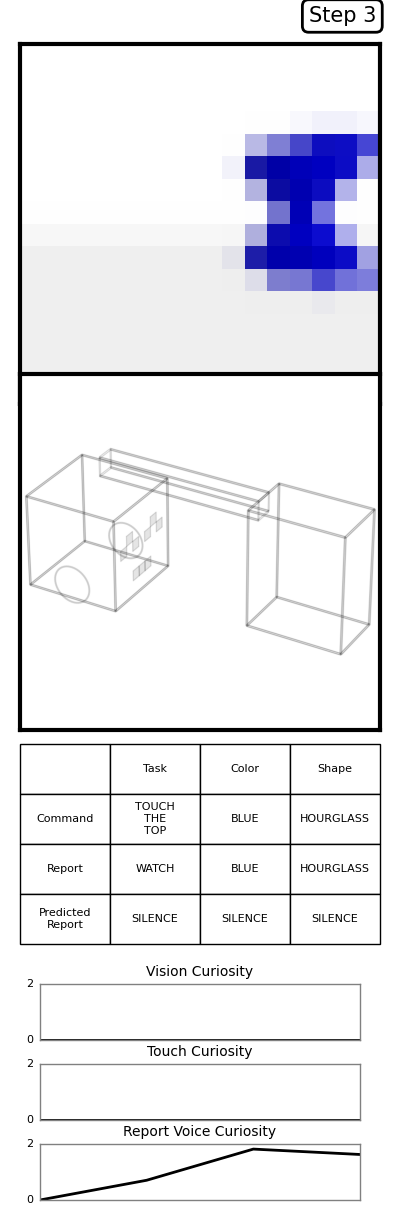 Step 3
Task Color Shape
Command TOUCH THE TOP BLUE HOURGLASS
Report WATCH BLUE HOURGLASS
Predicted Report SILENCE SILENCE SILENCE
Vision Curiosity
2
0
Touch Curiosity
2
0
Report Voice Curiosity
2
0